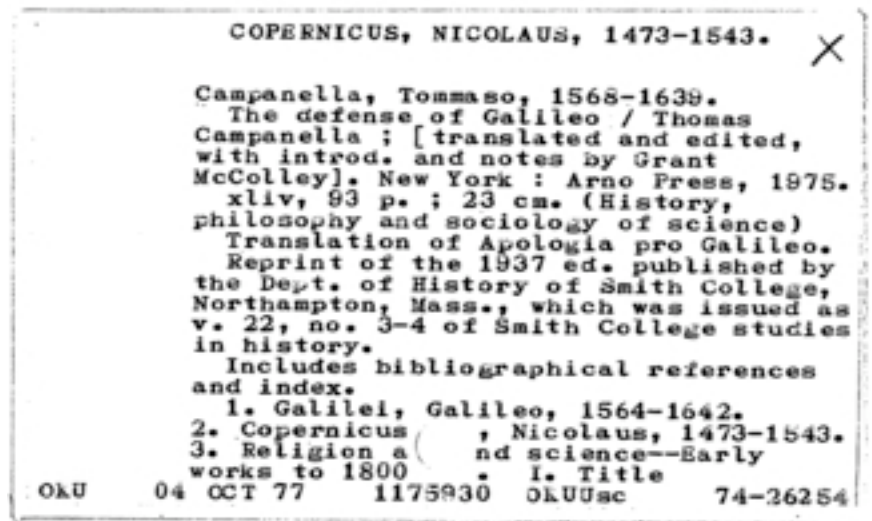 COPERNICUS, NICOLAUS, 1473-1543.
X
Campanella, Tommaso, 1568-1639.
The defense of Galileo / Thomas
Campanella ; [translated and edited,
with introd. and notes by Grant
McColley]. New York : Arno Press, 1975.
xliv, 93 p. ; 23 cm. (History,
philosophy and sociology of science)
Translation of Apologia pro Galileo.
Reprint of the 1937 ed. published by
the Dept. of History of Smith College,
Northampton, Mass., which was issued as
v. 22, no. 3-4 of Smith College studies
in history.
Includes bibliographical references
and index.
1. Galilei, Galileo, 1564-1642.
2. Copernicus , Nicolaus, 1473-1543.
3. Religion a( nd science--Early
works to 1800 . I. Title
OkU 04 OCT 77 1175930 OkUUsc 74-26254